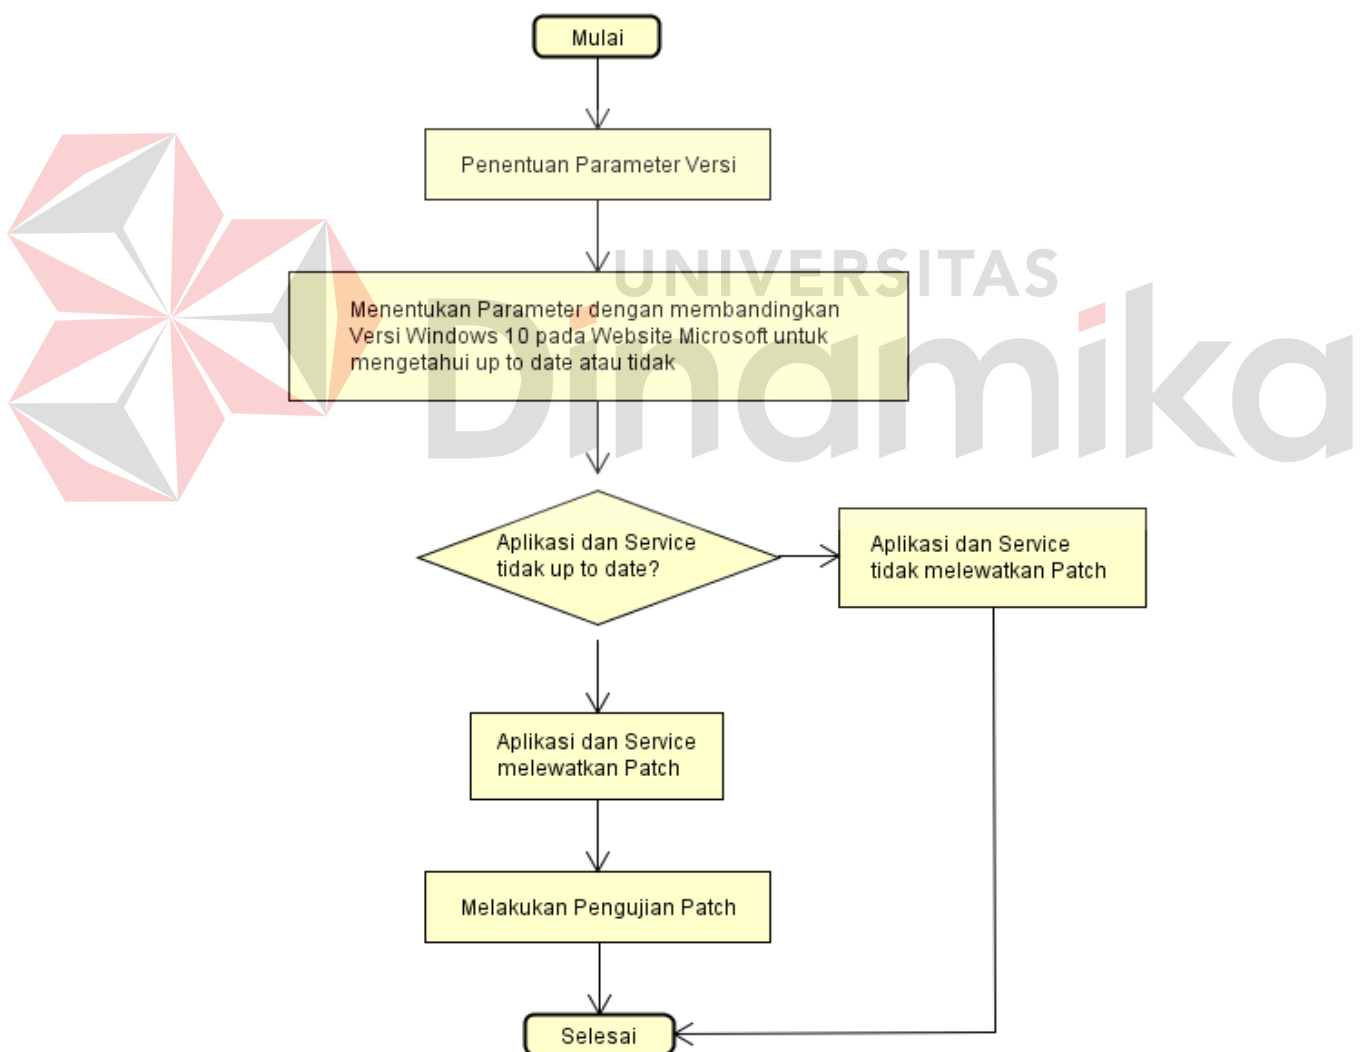 Mulai
Penentuan Parameter Versi
UNIVERSITAS
Dinamika
Menentukan Parameter dengan membandingkan
Versi Windows 10 pada Website Microsoft untuk
mengetahui up to date atau tidak
Aplikasi dan Service
tidak up to date?
Aplikasi dan Service
tidak melewatkan Patch
Aplikasi dan Service
melewatkan Patch
Melakukan Pengujian Patch
Selesai